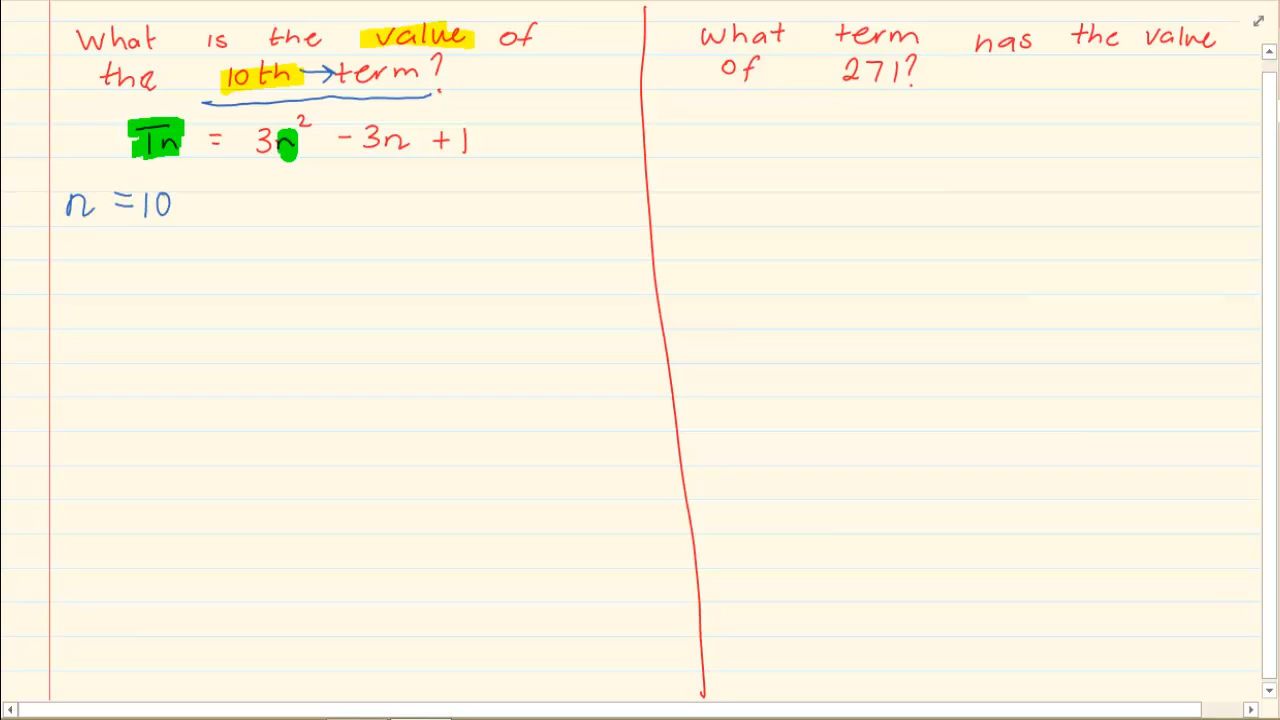 What is the value of
the 10th → term?
Tn = 3n² - 3n + 1
n = 10
what term has the value
of 271?